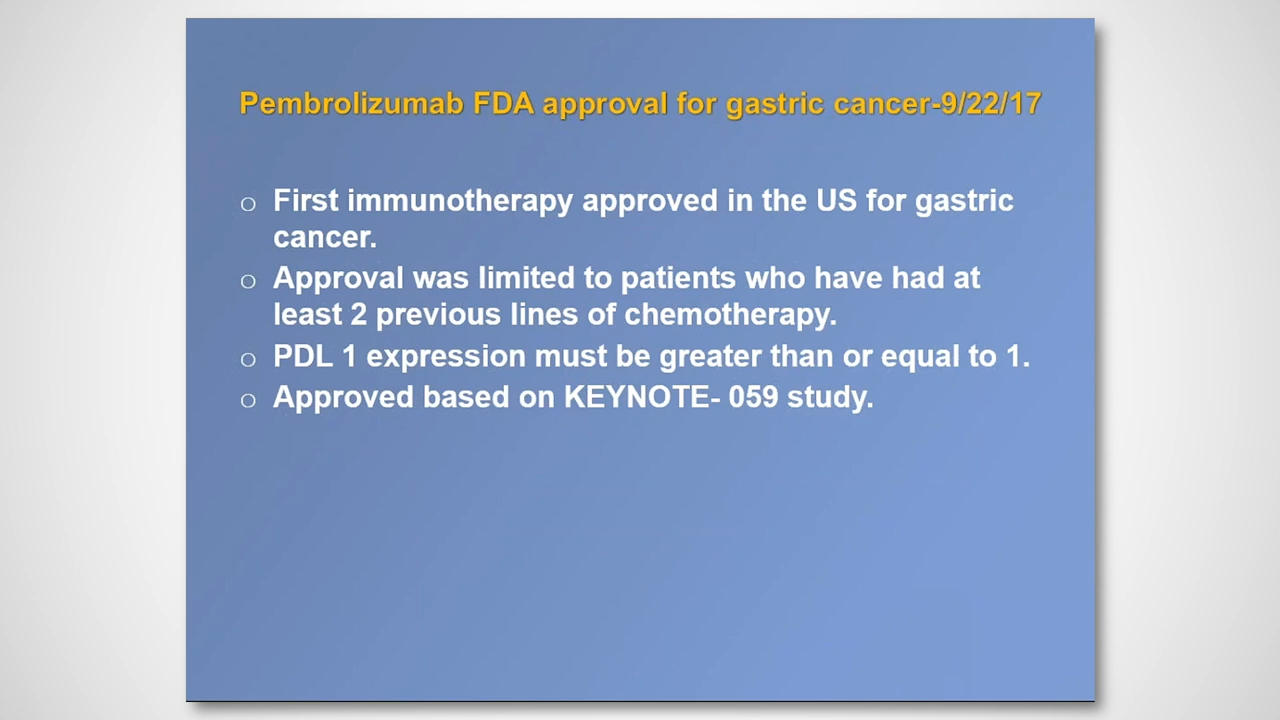 Pembrolizumab FDA approval for gastric cancer-9/22/17
o First immunotherapy approved in the US for gastric
cancer.
o Approval was limited to patients who have had at
least 2 previous lines of chemotherapy.
o PDL 1 expression must be greater than or equal to 1.
o Approved based on KEYNOTE- 059 study.